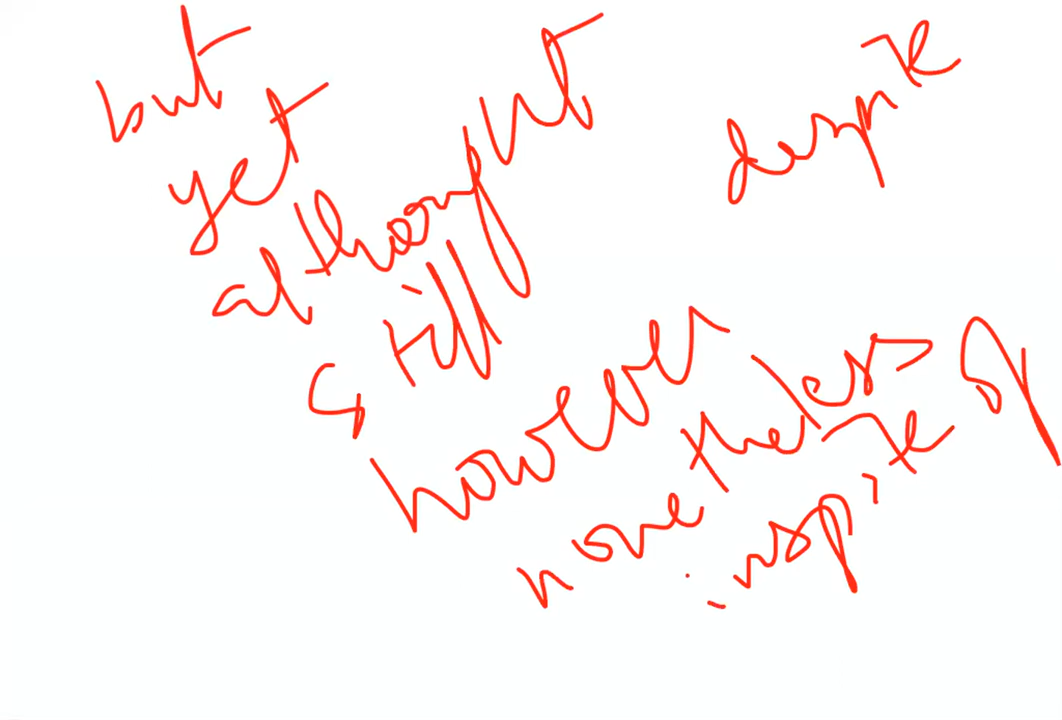 but
yet
although
still
however
nonetheless
inspite of
despite